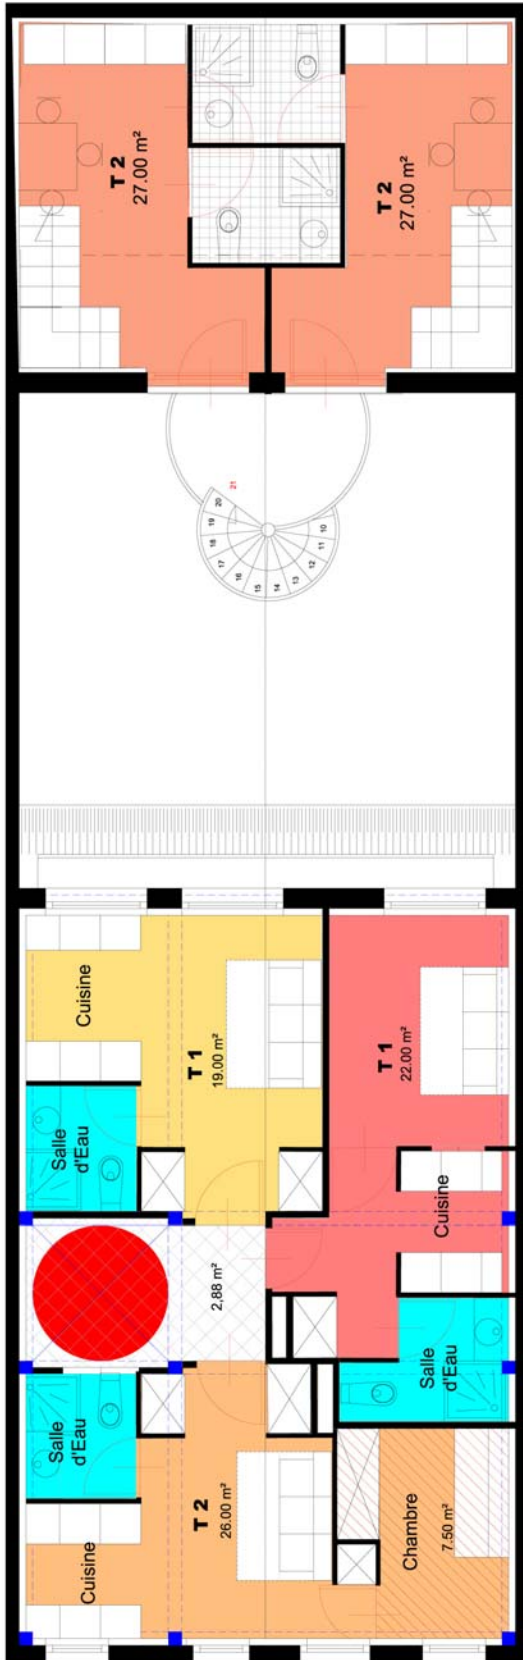 T 2
27.00 m²
T 2
27.00 m²
21
20
19
18
17
16
15
14
13
12
11
10
Cuisine
T 1
19.00 m²
T 1
22.00 m²
Salle
d'Eau
Cuisine
2,88 m²
Salle
d'Eau
Salle
d'Eau
T 2
26.00 m²
Cuisine
Chambre
7.50 m²